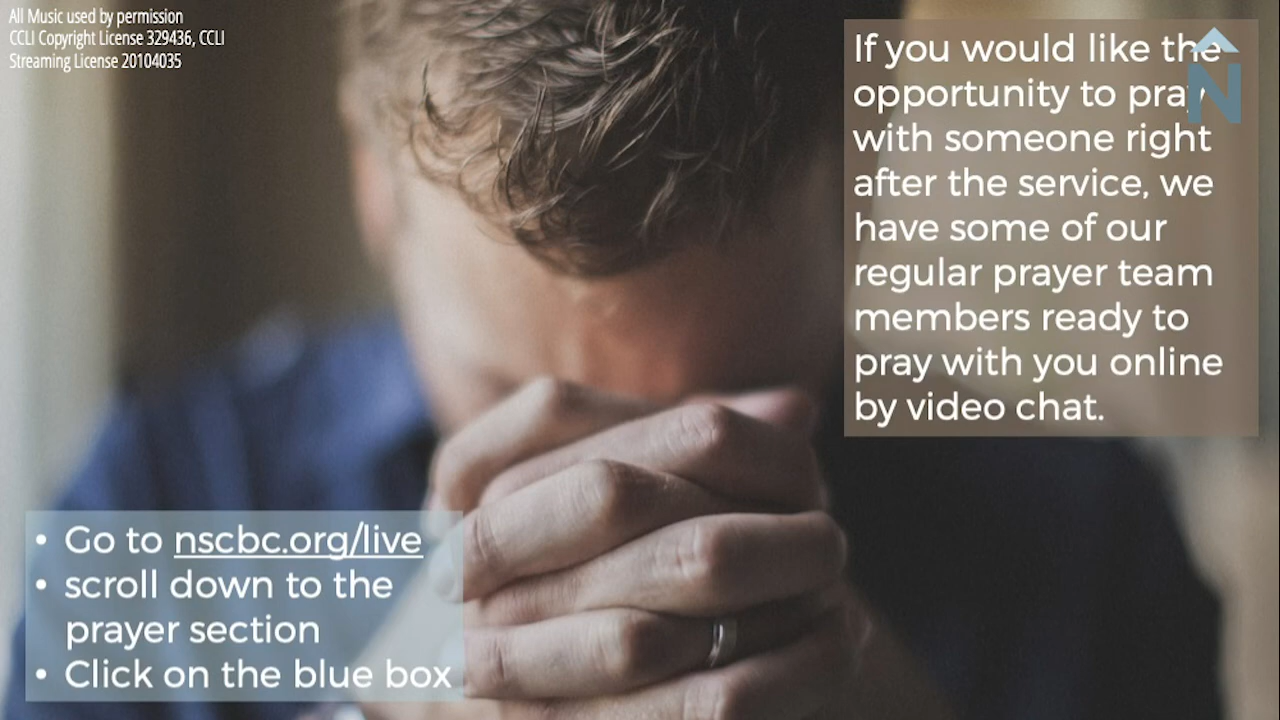 All Music used by permission
CCLI Copyright License 329436, CCLI
Streaming License 20104035
If you would like the
opportunity to pray
with someone right
after the service, we
have some of our
regular prayer team
members ready to
pray with you online
by video chat.
N
• Go to nscbc.org/live
• scroll down to the
prayer section
• Click on the blue box